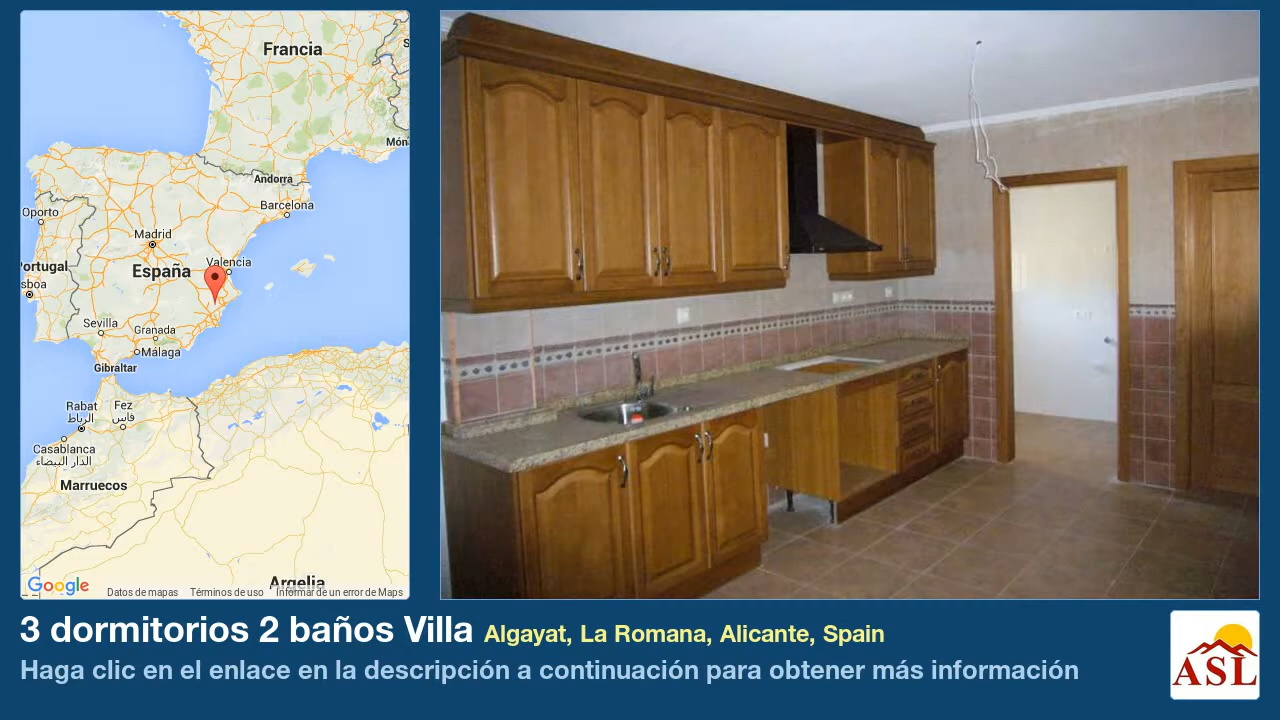 Francia
Món
Andorra
Oporto
Barcelona
Madrid
Portugal
España
Valencia
sboa
Sevilla
Granada
Málaga
Gibraltar
Rabat
الرباط
Fez
فاس
Casablanca
الدار البيضاء
Marruecos
Argelia
Google
Datos de mapas
Términos de uso
Informar de un error de Maps
3 dormitorios 2 baños Villa Algayat, La Romana, Alicante, Spain
Haga clic en el enlace en la descripción a continuación para obtener más información
ASL